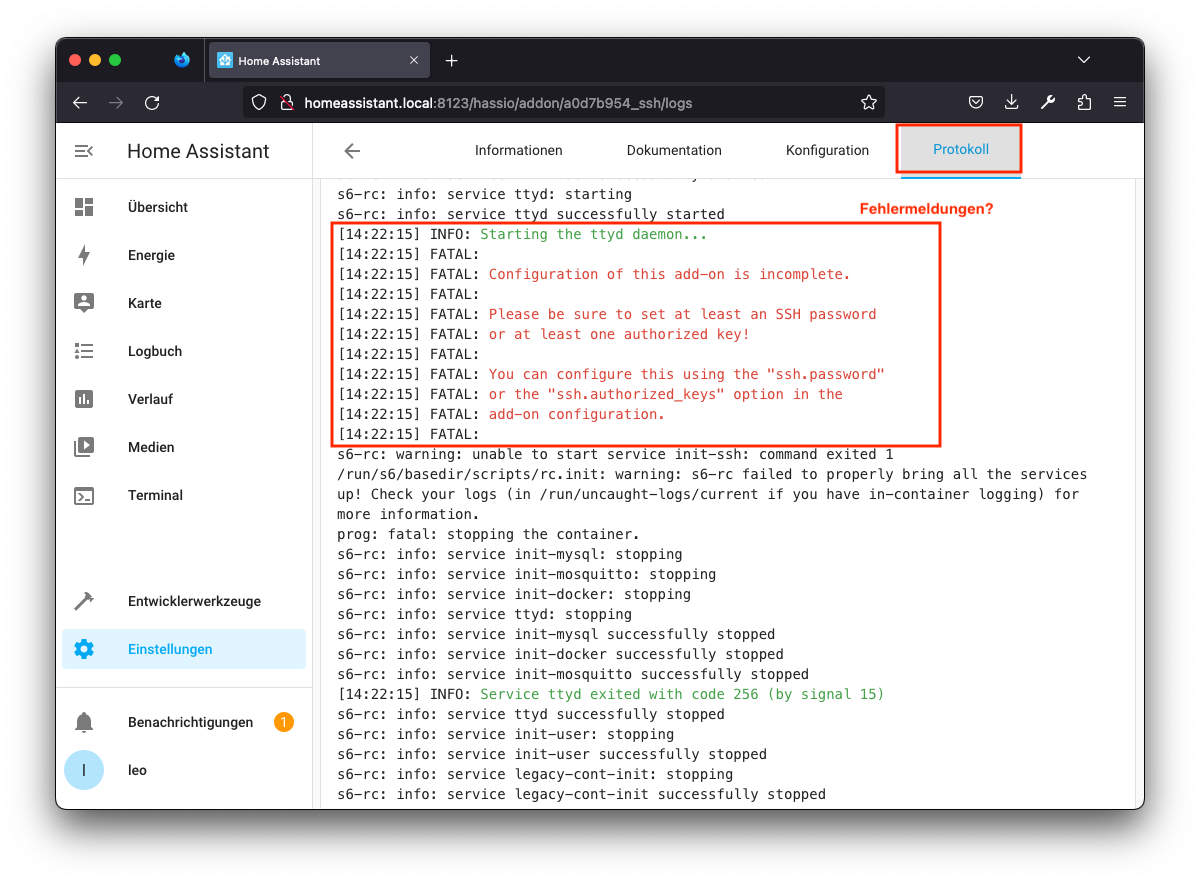 Home Assistant
homeassistant.local:8123/hassio/addon/a0d7b954_ssh/logs
Home Assistant
Informationen
Dokumentation
Konfiguration
Protokoll
Übersicht
Energie
Karte
Logbuch
Verlauf
Medien
Terminal
Entwicklerwerkzeuge
Einstellungen
Benachrichtigungen 1
l leo
Fehlermeldungen?
s6-rc: info: service ttyd: starting
s6-rc: info: service ttyd successfully started
[14:22:15] INFO: Starting the ttyd daemon...
[14:22:15] FATAL:
[14:22:15] FATAL: Configuration of this add-on is incomplete.
[14:22:15] FATAL:
[14:22:15] FATAL: Please be sure to set at least an SSH password
[14:22:15] FATAL: or at least one authorized key!
[14:22:15] FATAL:
[14:22:15] FATAL: You can configure this using the "ssh.password"
[14:22:15] FATAL: or the "ssh.authorized_keys" option in the
[14:22:15] FATAL: add-on configuration.
[14:22:15] FATAL:
s6-rc: warning: unable to start service init-ssh: command exited 1
/run/s6/basedir/scripts/rc.init: warning: s6-rc failed to properly bring all the services
up! Check your logs (in /run/uncaught-logs/current if you have in-container logging) for
more information.
prog: fatal: stopping the container.
s6-rc: info: service init-mysql: stopping
s6-rc: info: service init-mosquitto: stopping
s6-rc: info: service init-docker: stopping
s6-rc: info: service ttyd: stopping
s6-rc: info: service init-mysql successfully stopped
s6-rc: info: service init-docker successfully stopped
s6-rc: info: service init-mosquitto successfully stopped
[14:22:15] INFO: Service ttyd exited with code 256 (by signal 15)
s6-rc: info: service ttyd successfully stopped
s6-rc: info: service init-user: stopping
s6-rc: info: service init-user successfully stopped
s6-rc: info: service legacy-cont-init: stopping
s6-rc: info: service legacy-cont-init successfully stopped